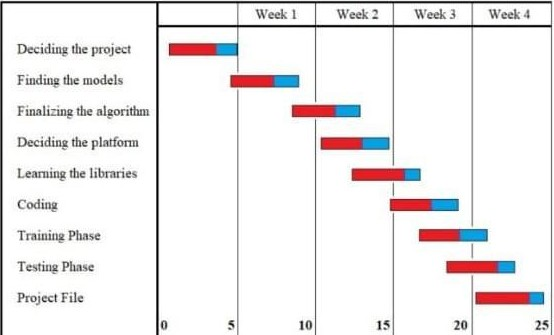 Week 1 Week 2 Week 3 Week 4
Deciding the project
Finding the models
Finalizing the algorithm
Deciding the platform
Learning the libraries
Coding
Training Phase
Testing Phase
Project File
0 5 10 15 20 25